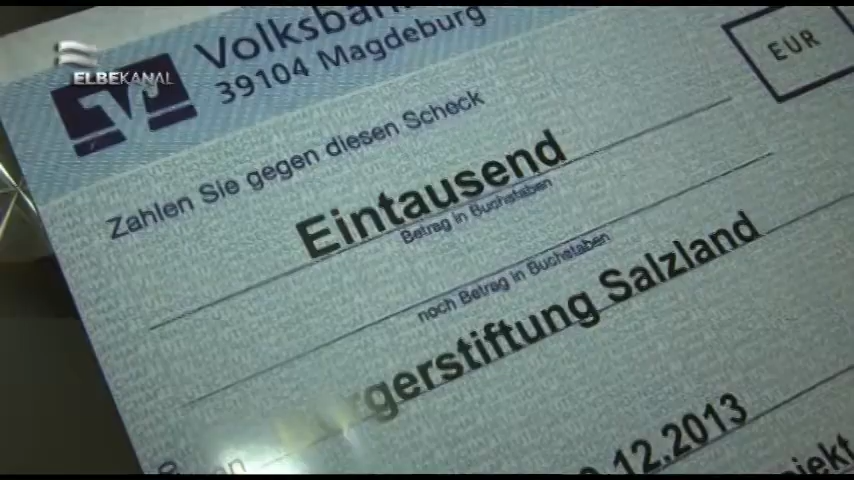 ELBEKANAL
Volksban
39104 Magdeburg
EUR
Zahlen Sie gegen diesen Scheck
Eintausend
Betrag in Buchstaben
noch Betrag in Buchstaben
rgerstiftung Salzland
.12.2013